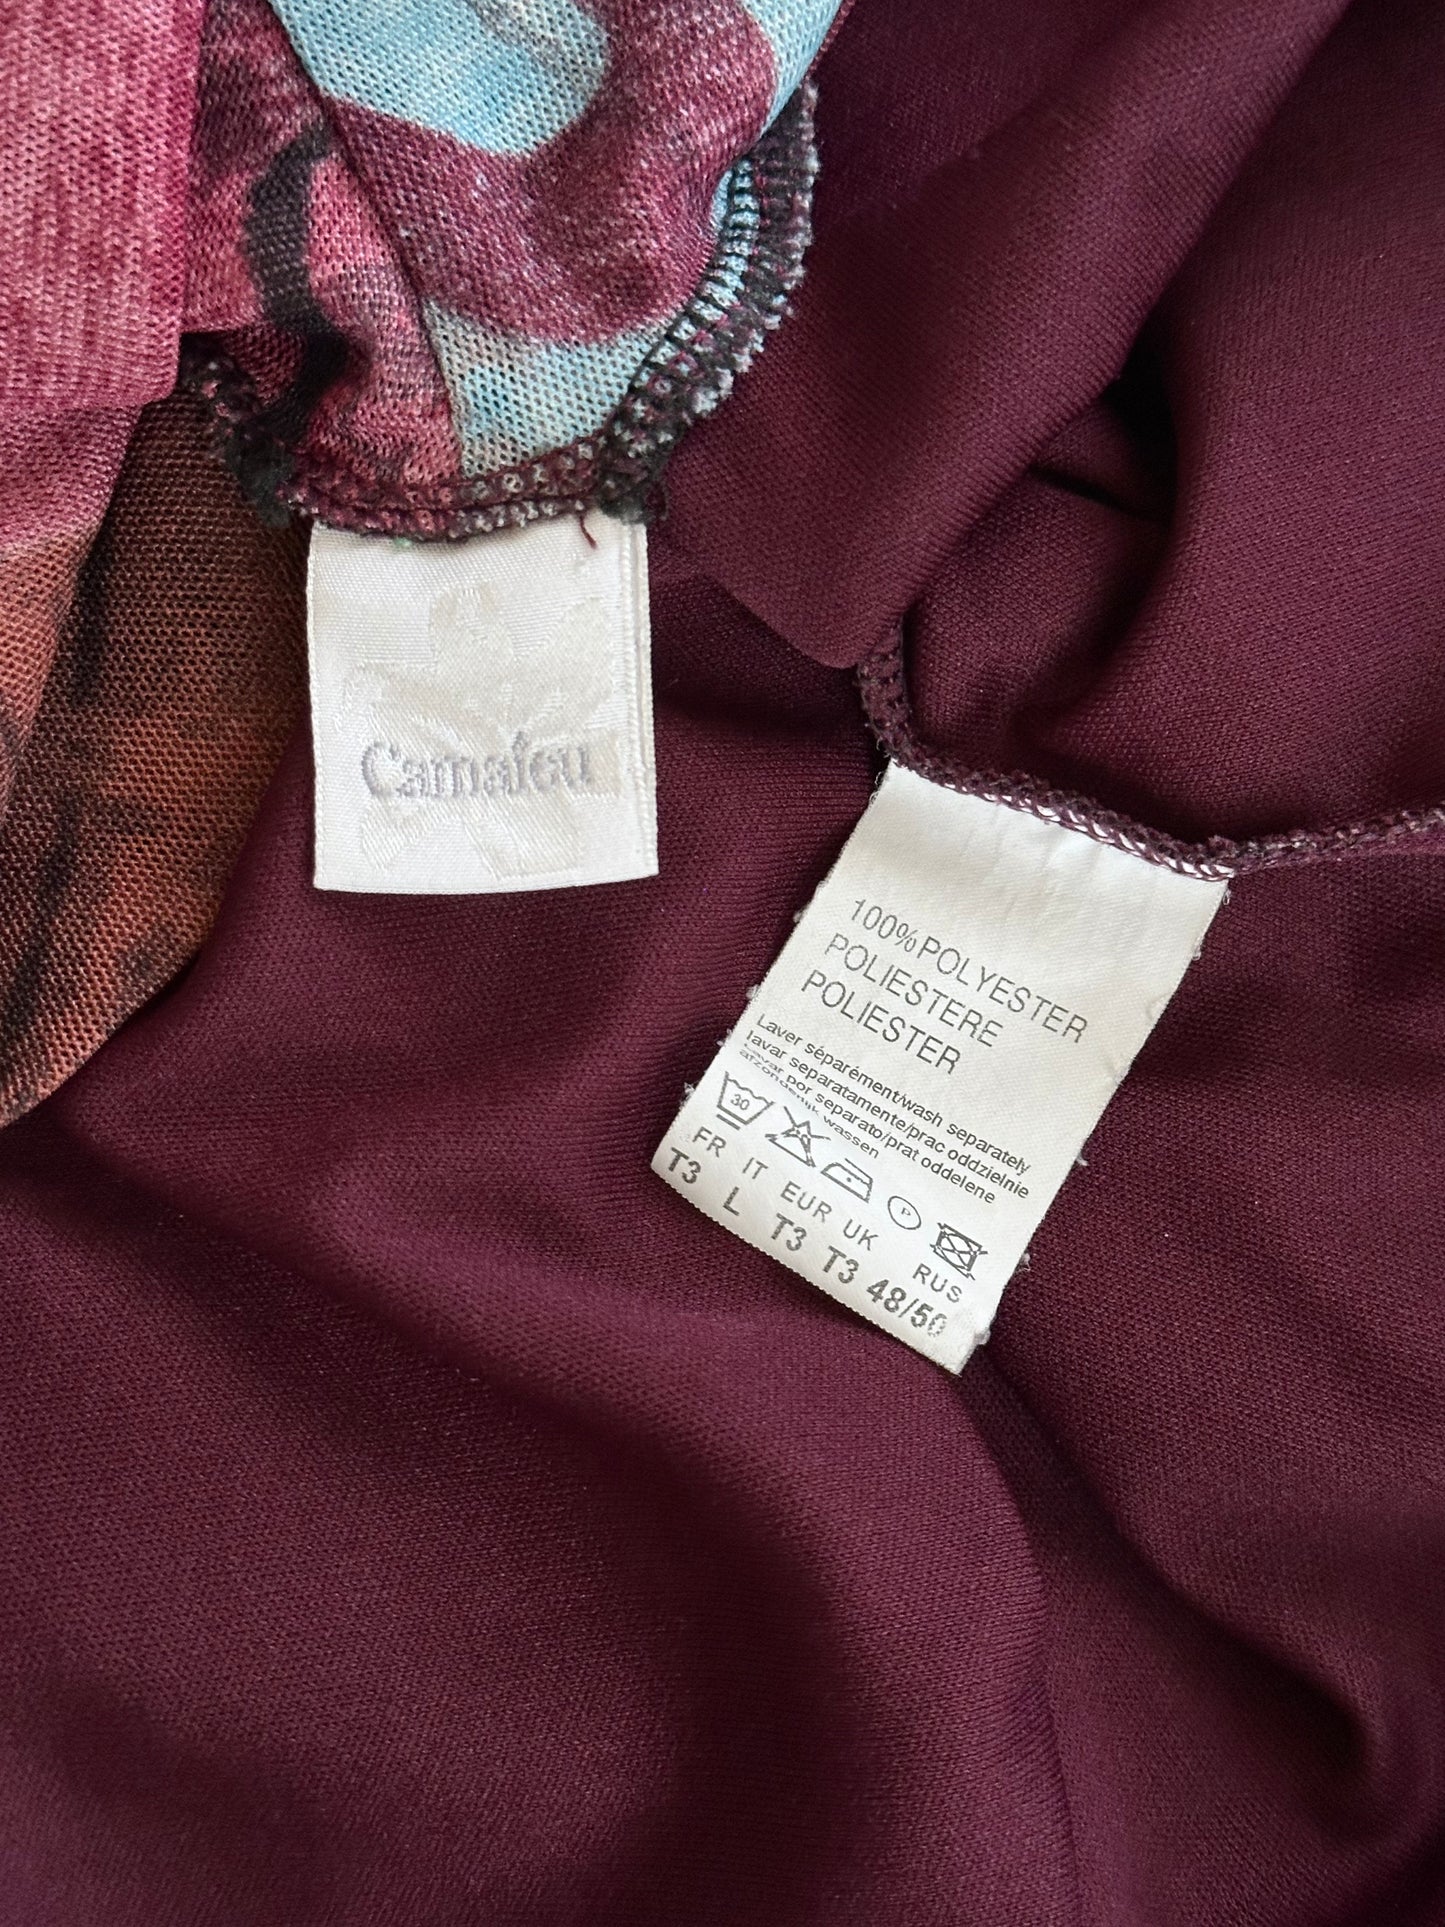 Camaïeu
100% POLYESTER
POLIESTERE
POLIESTER
Laver séparément/wash separately
lavar separatamente/prac oddzielnie
lavar por separato/prat oddelene
afzonderlijk wassen
30
P
FR IT EUR UK RUS
T3 L T3 T3 48/50